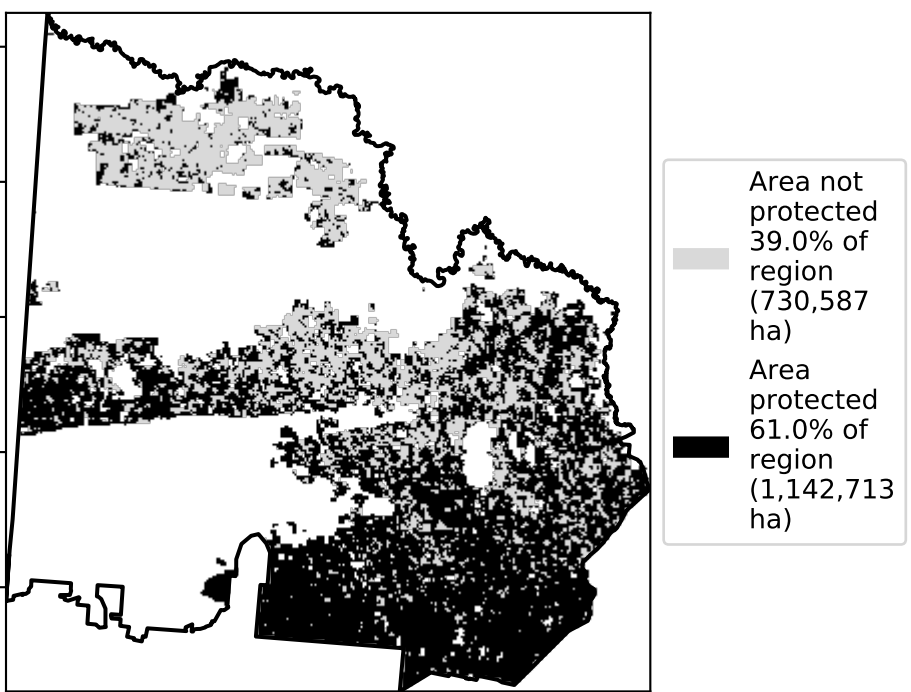 Area not
protected
39.0% of
region
(730,587
ha)
Area
protected
61.0% of
region
(1,142,713
ha)